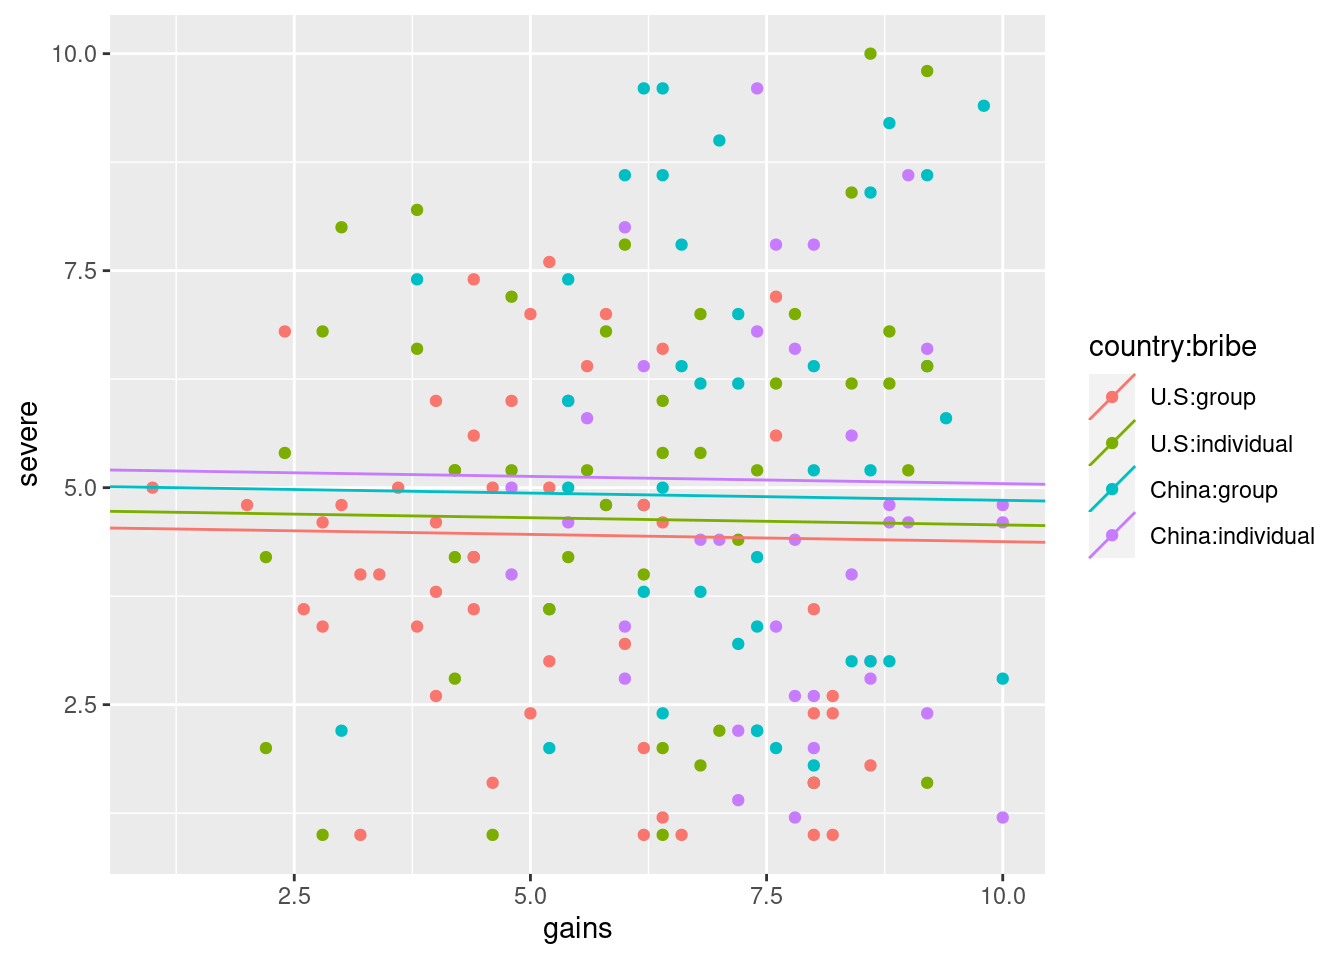 10.0
7.5
5.0
2.5
severe
2.5 5.0 7.5 10.0
gains
country:bribe
U.S:group
U.S:individual
China:group
China:individual